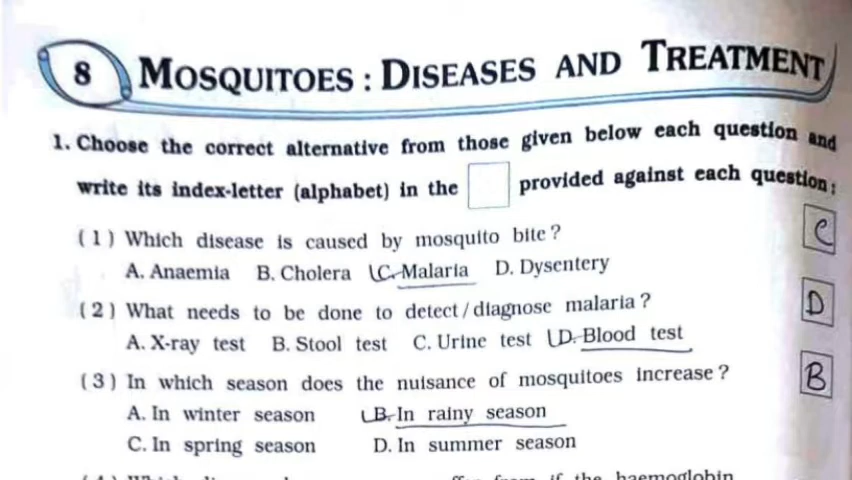 8 MOSQUITOES : DISEASES AND TREATMENT
1. Choose the correct alternative from those given below each question and
write its index-letter (alphabet) in the provided against each question :
(1) Which disease is caused by mosquito bite?
A. Anaemia B. Cholera C. Malaria D. Dysentery
C
(2) What needs to be done to detect/diagnose malaria?
A. X-ray test B. Stool test C. Urine test D. Blood test
D
(3) In which season does the nuisance of mosquitoes increase?
B
A. In winter season B. In rainy season
C. In spring season D. In summer season
if the haemoglobin